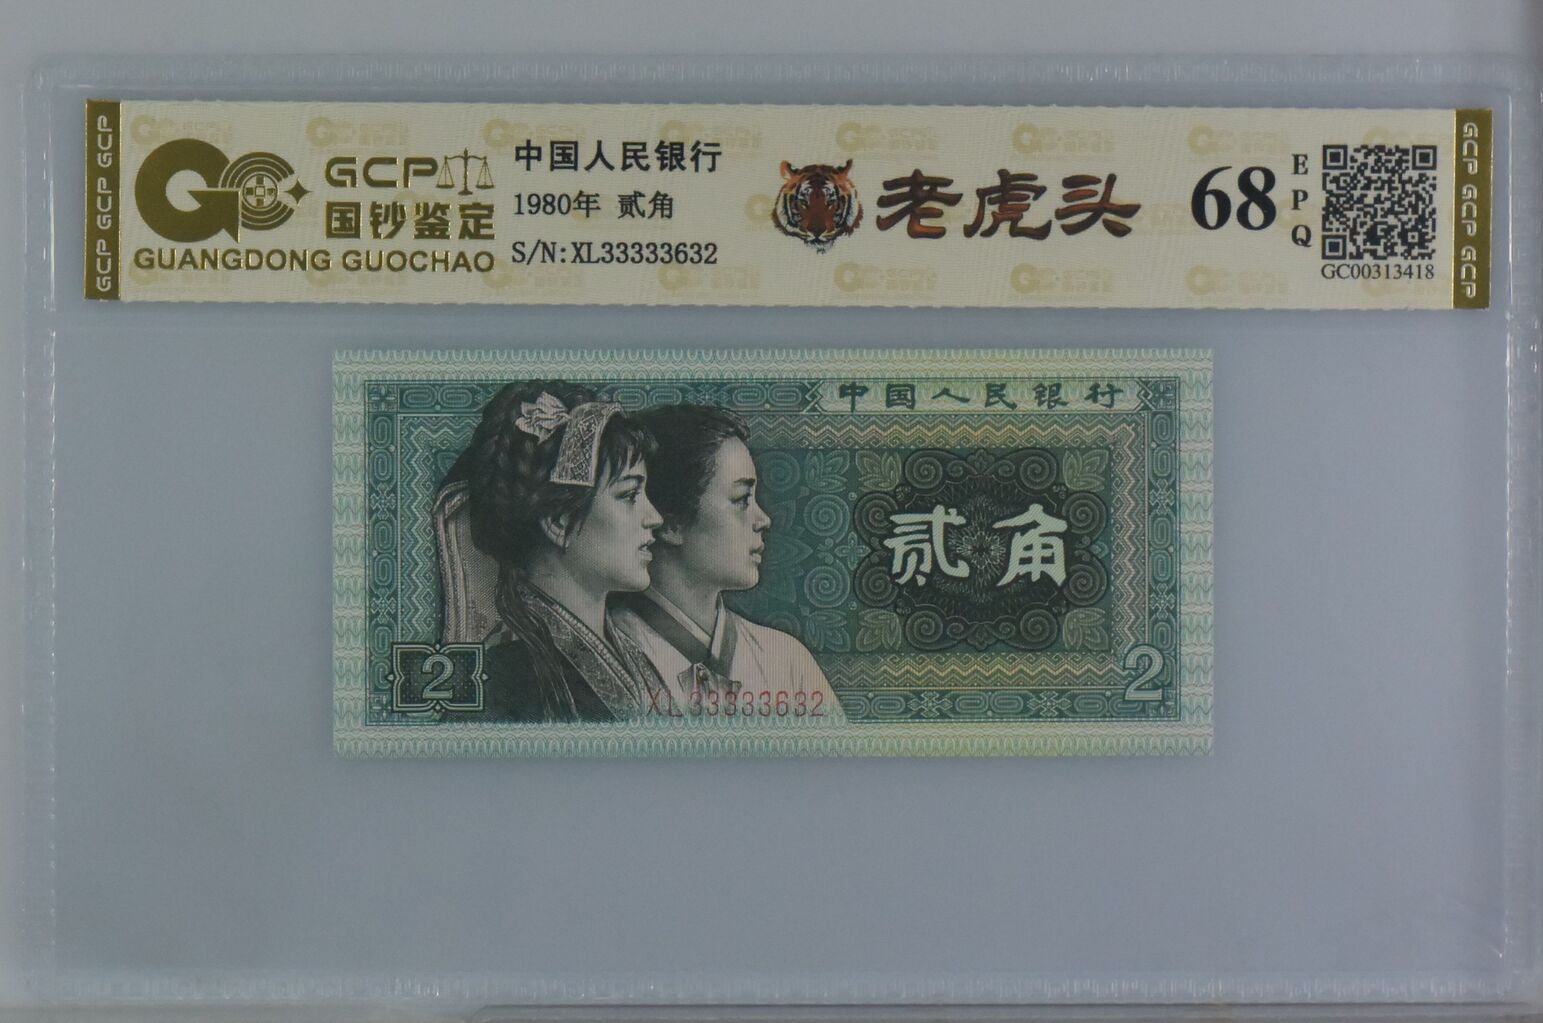 GCP GCP GCP
GCP
国钞鉴定
GUANGDONG GUOCHAO
中国人民银行
1980年 贰角
S/N:XL33333632
老虎头
68
EPQ
GC00313418
GCP GCP GCP
中国人民银行
贰角
2
2
XL33333632